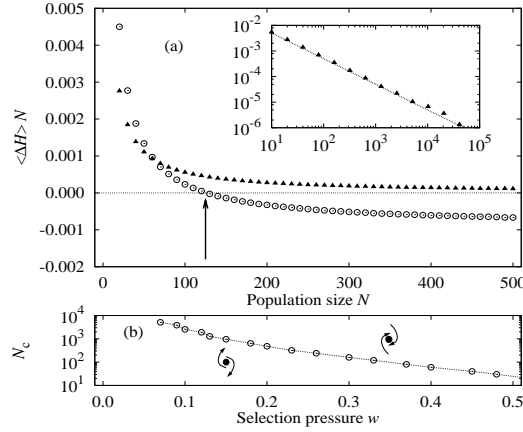 0.005
0.004
0.003
0.002
0.001
0.000
-0.001
-0.002
<ΔH> N
(a)
10^-2
10^-3
10^-4
10^-5
10^-6
10^1 10^2 10^3 10^4 10^5
0 100 200 300 400 500
Population size N
10^5
10^4
10^3
10^2
10^1
N_c
(b)
0.0 0.1 0.2 0.3 0.4 0.5
Selection pressure w